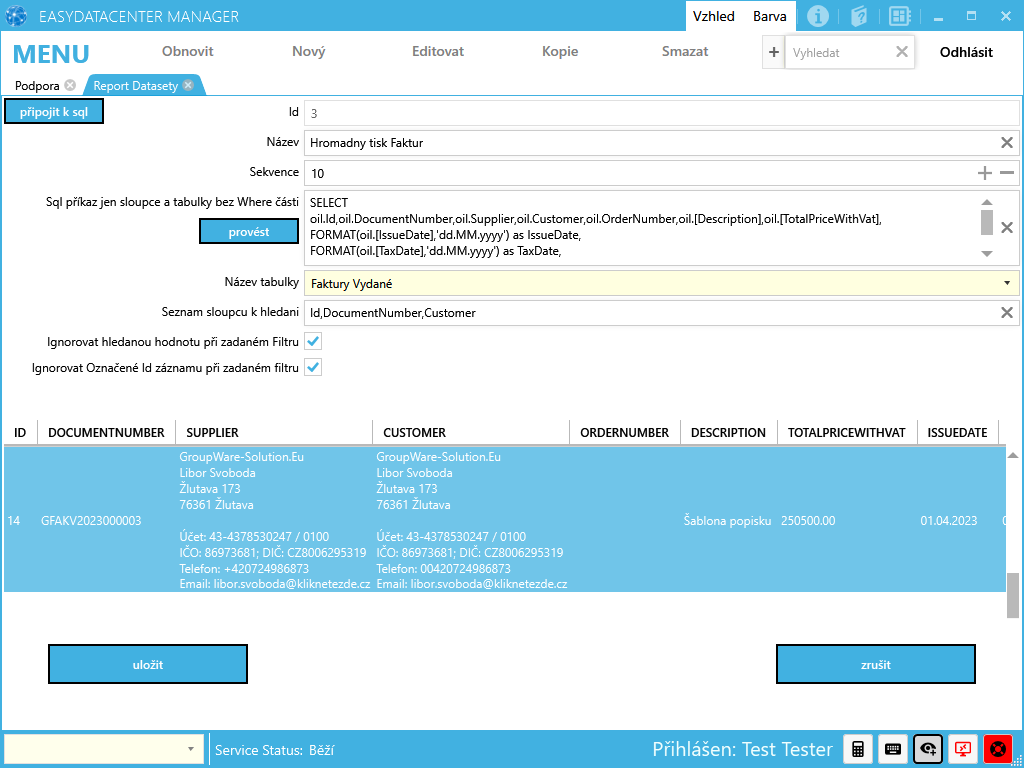 EASYDATACENTER MANAGER
Vzhled Barva
MENU Obnovit Nový Editovat Kopie Smazat + Vyhledat Odhlásit
Podpora Report Datasety
připojit k sql
Id 3
Název Hromadny tisk Faktur
Sekvence 10
Sql příkaz jen sloupce a tabulky bez Where části
provést
SELECT
oil.Id,oil.DocumentNumber,oil.Supplier,oil.Customer,oil.OrderNumber,oil.[Description],oil.[TotalPriceWithVat],
FORMAT(oil.[IssueDate],'dd.MM.yyyy') as IssueDate,
FORMAT(oil.[TaxDate],'dd.MM.yyyy') as TaxDate,
Název tabulky Faktury Vydané
Seznam sloupcu k hledani Id,DocumentNumber,Customer
Ignorovat hledanou hodnotu při zadaném Filtru
Ignorovat Označené Id záznamu při zadaném filtru
ID DOCUMENTNUMBER SUPPLIER CUSTOMER ORDERNUMBER DESCRIPTION TOTALPRICEWITHVAT ISSUEDATE
GroupWare-Solution.Eu GroupWare-Solution.Eu
Libor Svoboda Libor Svoboda
Žlutava 173 Žlutava 173
76361 Žlutava 76361 Žlutava
14 GFAKV2023000003 Šablona popisku 250500.00 01.04.2023
Účet: 43-4378530247 / 0100 Účet: 43-4378530247 / 0100
IČO: 86973681; DIČ: CZ8006295319 IČO: 86973681; DIČ: CZ8006295319
Telefon: +420724986873 Telefon: 00420724986873
Email: libor.svoboda@kliknetezde.cz Email: libor.svoboda@kliknetezde.cz
uložit zrušit
Service Status: Běží Přihlášen: Test Tester